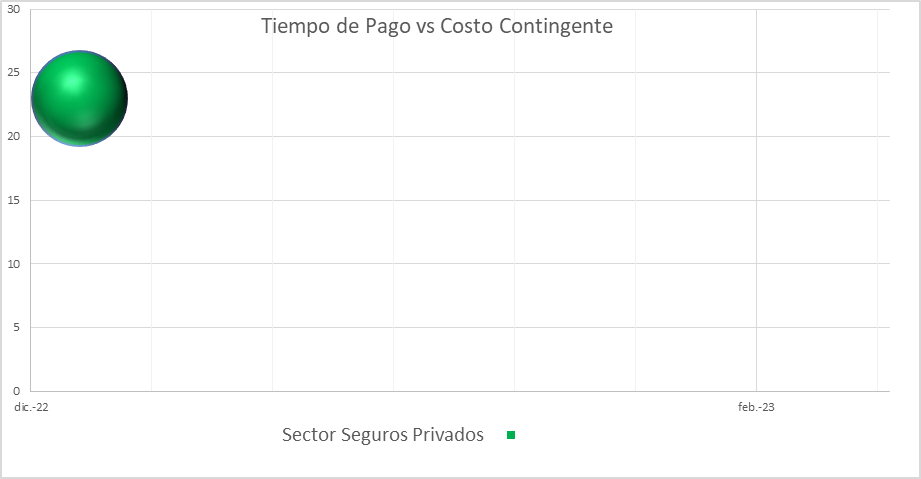 Tiempo de Pago vs Costo Contingente
30
25
20
15
10
5
0
dic.-22 feb.-23
Sector Seguros Privados